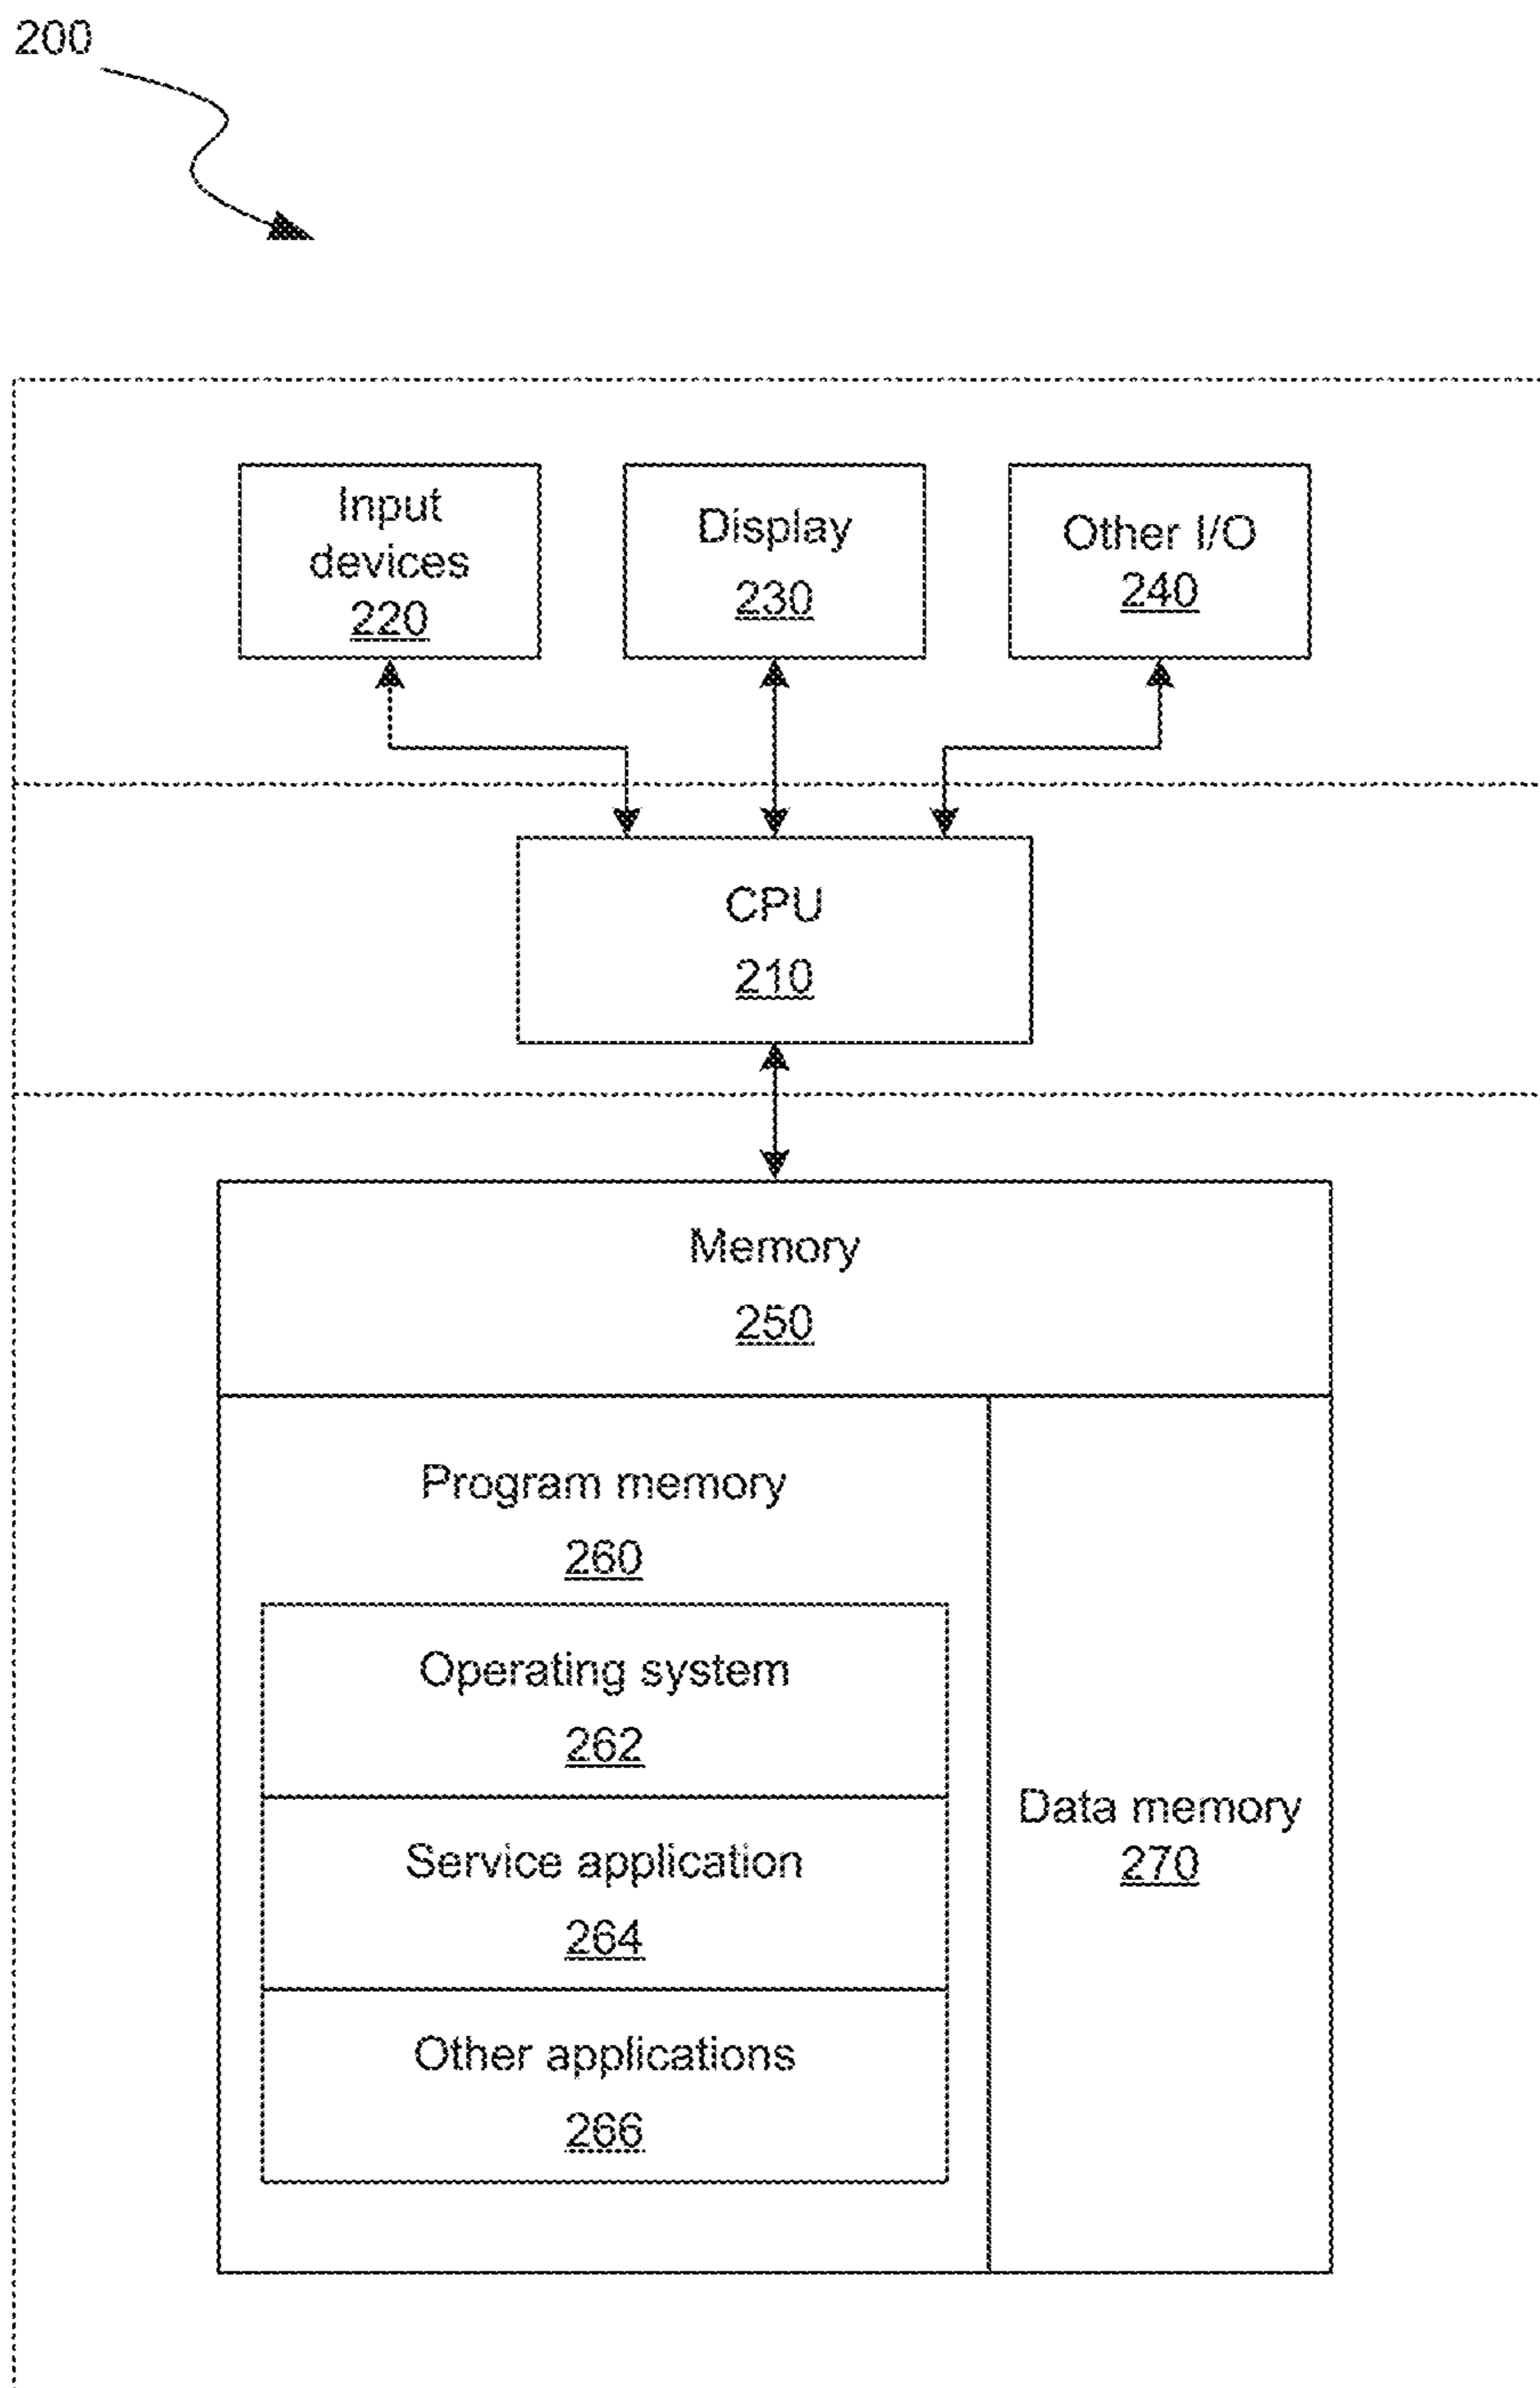 200
Input
devices
220
Display
230
Other I/O
240
CPU
210
Memory
250
Program memory
260
Operating system
262
Service application
264
Other applications
266
Data memory
270